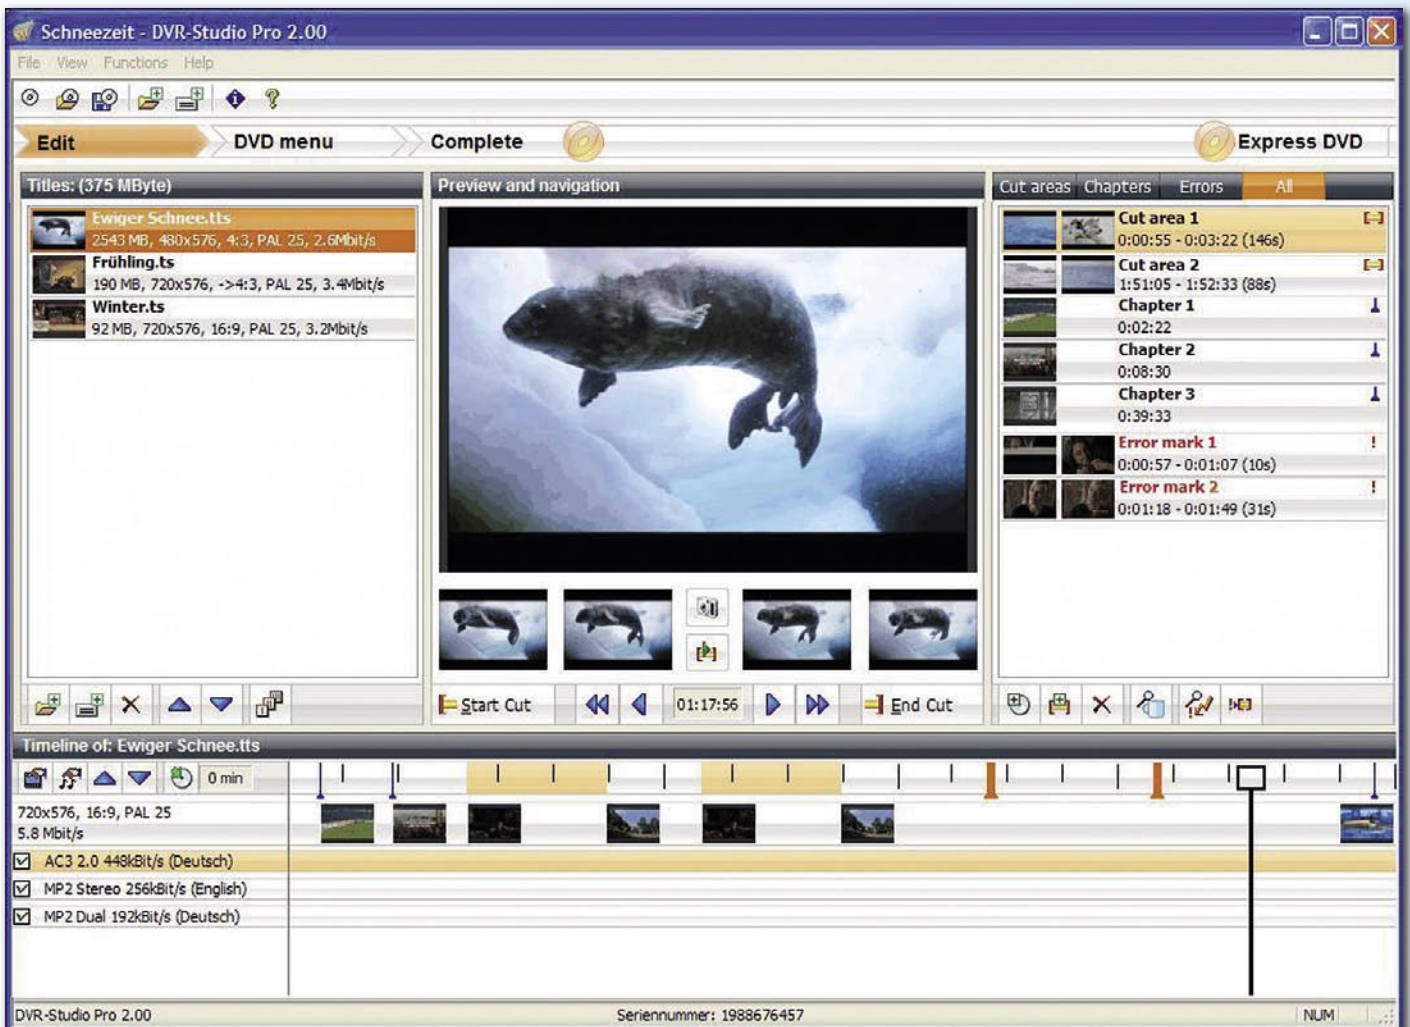 Schneezeit - DVR-Studio Pro 2.00
File View Functions Help
Edit DVD menu Complete Express DVD
Titles: (375 MByte)
Ewiger Schnee.tts
2543 MB, 480x576, 4:3, PAL 25, 2.6Mbit/s
Frühling.ts
190 MB, 720x576, ->4:3, PAL 25, 3.4Mbit/s
Winter.ts
92 MB, 720x576, 16:9, PAL 25, 3.2Mbit/s
Preview and navigation
Start Cut 01:17:56 End Cut
Cut areas Chapters Errors All
Cut area 1
0:00:55 - 0:03:22 (146s)
Cut area 2
1:51:05 - 1:52:33 (88s)
Chapter 1
0:02:22
Chapter 2
0:08:30
Chapter 3
0:39:33
Error mark 1
0:00:57 - 0:01:07 (10s)
Error mark 2
0:01:18 - 0:01:49 (31s)
Timeline of: Ewiger Schnee.tts
0 min
720x576, 16:9, PAL 25
5.8 Mbit/s
AC3 2.0 448kBit/s (Deutsch)
MP2 Stereo 256kBit/s (English)
MP2 Dual 192kBit/s (Deutsch)
DVR-Studio Pro 2.00 Seriennummer: 1988676457 NUM